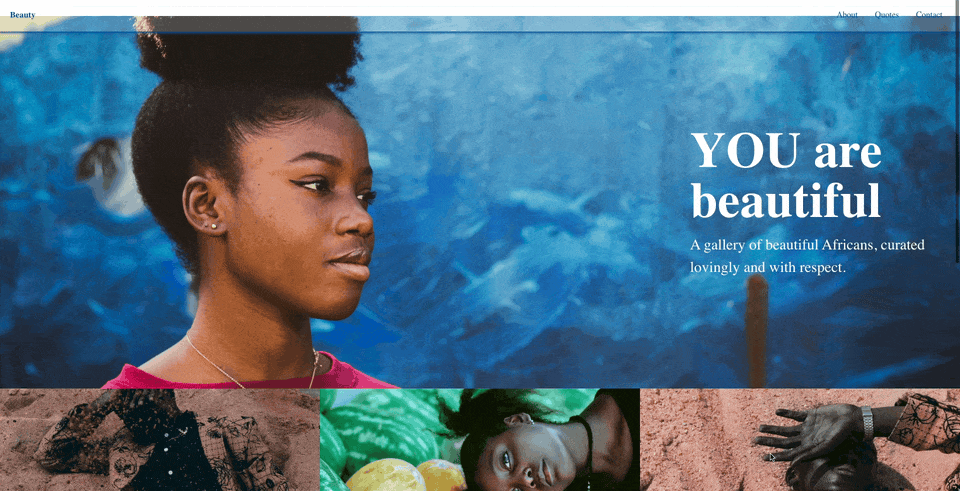 Beauty
About Quotes Contact
YOU are
beautiful
A gallery of beautiful Africans, curated
lovingly and with respect.